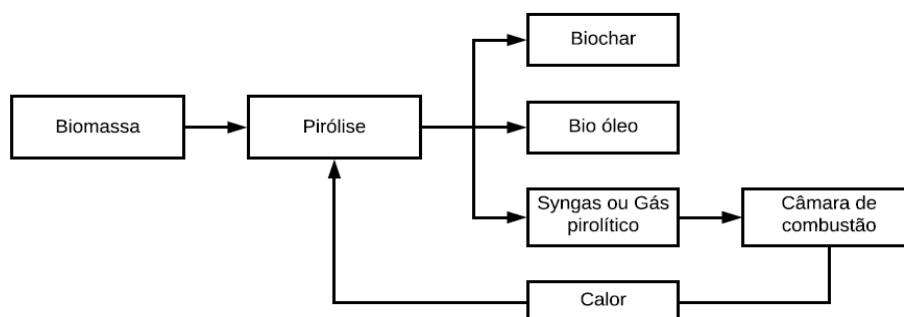 Biochar
Biomassa
Pirólise
Bio óleo
Syngas ou Gás
pirolítico
Câmara de
combustão
Calor